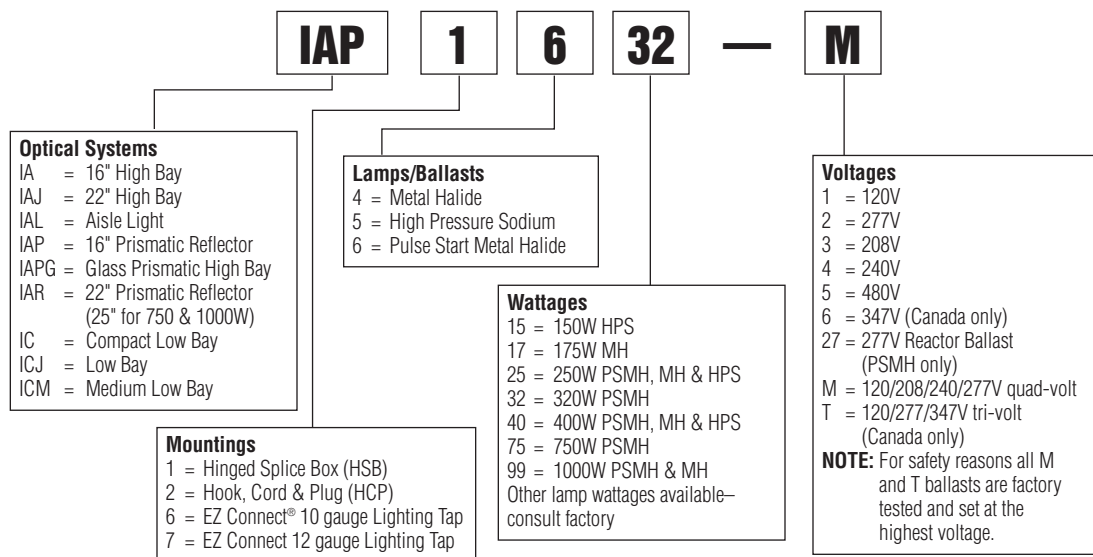 IAP 1 6 32 — M
Optical Systems
IA = 16" High Bay
IAJ = 22" High Bay
IAL = Aisle Light
IAP = 16" Prismatic Reflector
IAPG = Glass Prismatic High Bay
IAR = 22" Prismatic Reflector
(25" for 750 & 1000W)
IC = Compact Low Bay
ICJ = Low Bay
ICM = Medium Low Bay
Mountings
1 = Hinged Splice Box (HSB)
2 = Hook, Cord & Plug (HCP)
6 = EZ Connect® 10 gauge Lighting Tap
7 = EZ Connect 12 gauge Lighting Tap
Lamps/Ballasts
4 = Metal Halide
5 = High Pressure Sodium
6 = Pulse Start Metal Halide
Wattages
15 = 150W HPS
17 = 175W MH
25 = 250W PSMH, MH & HPS
32 = 320W PSMH
40 = 400W PSMH, MH & HPS
75 = 750W PSMH
99 = 1000W PSMH & MH
Other lamp wattages available–
consult factory
Voltages
1 = 120V
2 = 277V
3 = 208V
4 = 240V
5 = 480V
6 = 347V (Canada only)
27 = 277V Reactor Ballast
(PSMH only)
M = 120/208/240/277V quad-volt
T = 120/277/347V tri-volt
(Canada only)
NOTE: For safety reasons all M
and T ballasts are factory
tested and set at the
highest voltage.